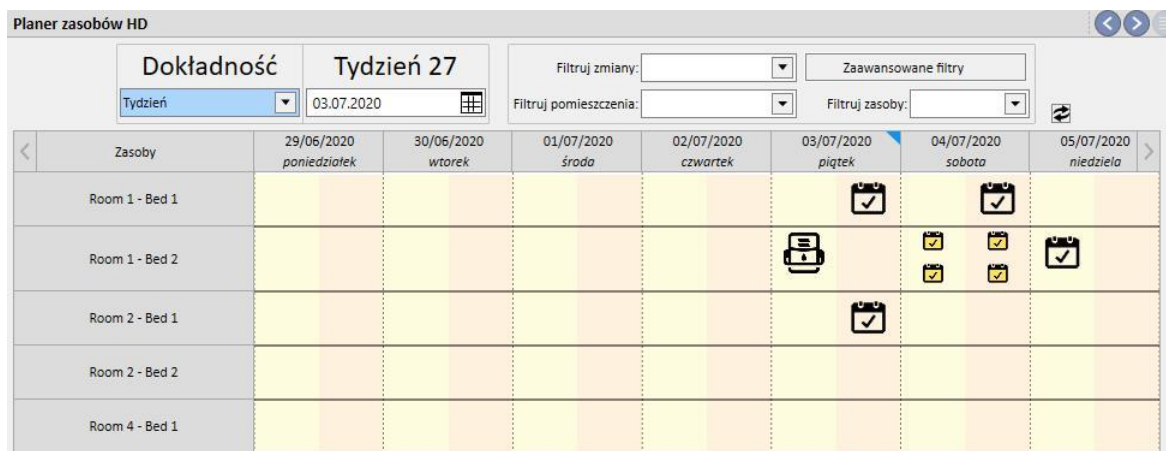 Planer zasobów HD
Dokładność
Tydzień 27
Filtruj zmiany:
Zaawansowane filtry
Tydzień
03.07.2020
Filtruj pomieszczenia:
Filtruj zasoby:
Zasoby
29/06/2020
poniedziałek
30/06/2020
wtorek
01/07/2020
środa
02/07/2020
czwartek
03/07/2020
piątek
04/07/2020
sobota
05/07/2020
niedziela
Room 1 - Bed 1
Room 1 - Bed 2
Room 2 - Bed 1
Room 2 - Bed 2
Room 4 - Bed 1